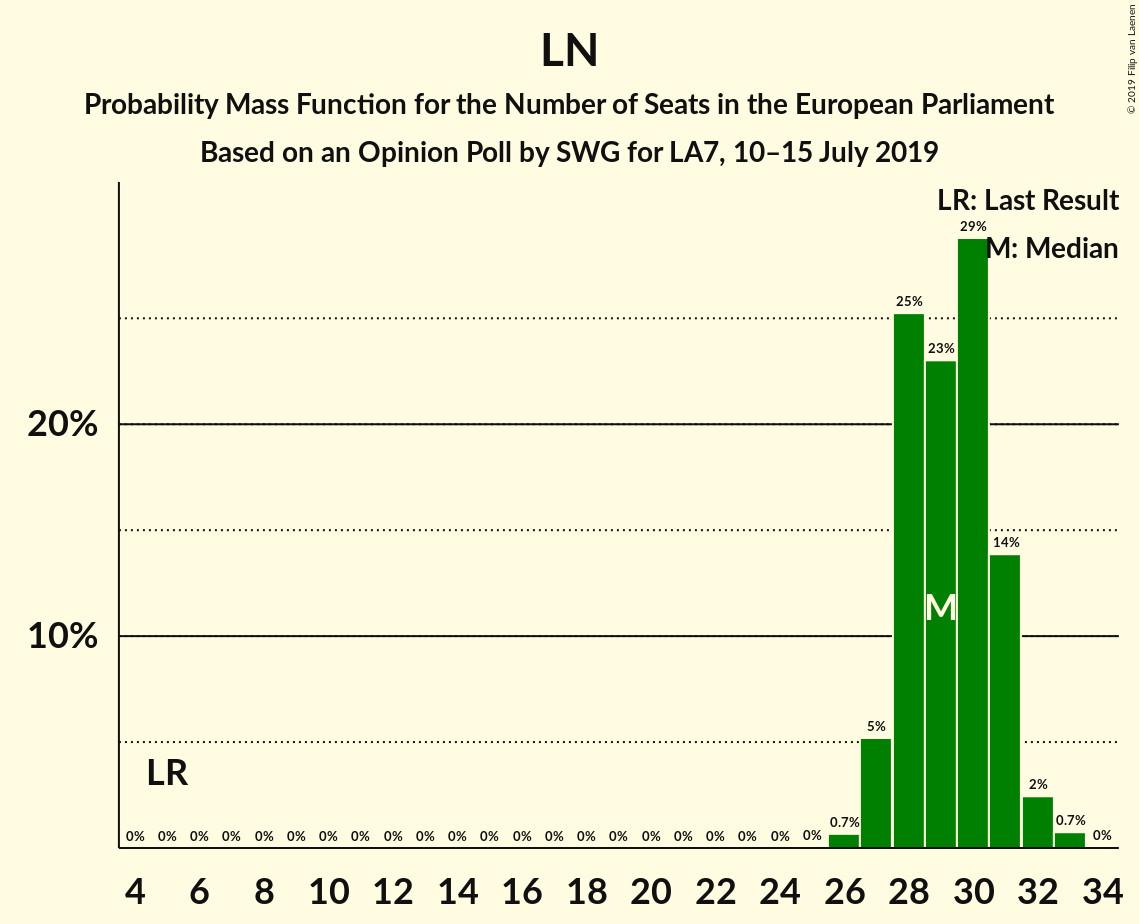 LN
Probability Mass Function for the Number of Seats in the European Parliament
Based on an Opinion Poll by SWG for LA7, 10–15 July 2019
© 2019 Filip van Laenen
LR: Last Result
M: Median
29%
25%
23%
20%
14%
M
10%
5%
LR
2%
0% 0% 0% 0% 0% 0% 0% 0% 0% 0% 0% 0% 0% 0% 0% 0% 0% 0% 0% 0% 0% 0% 0.7% 0.7% 0%
4 6 8 10 12 14 16 18 20 22 24 26 28 30 32 34